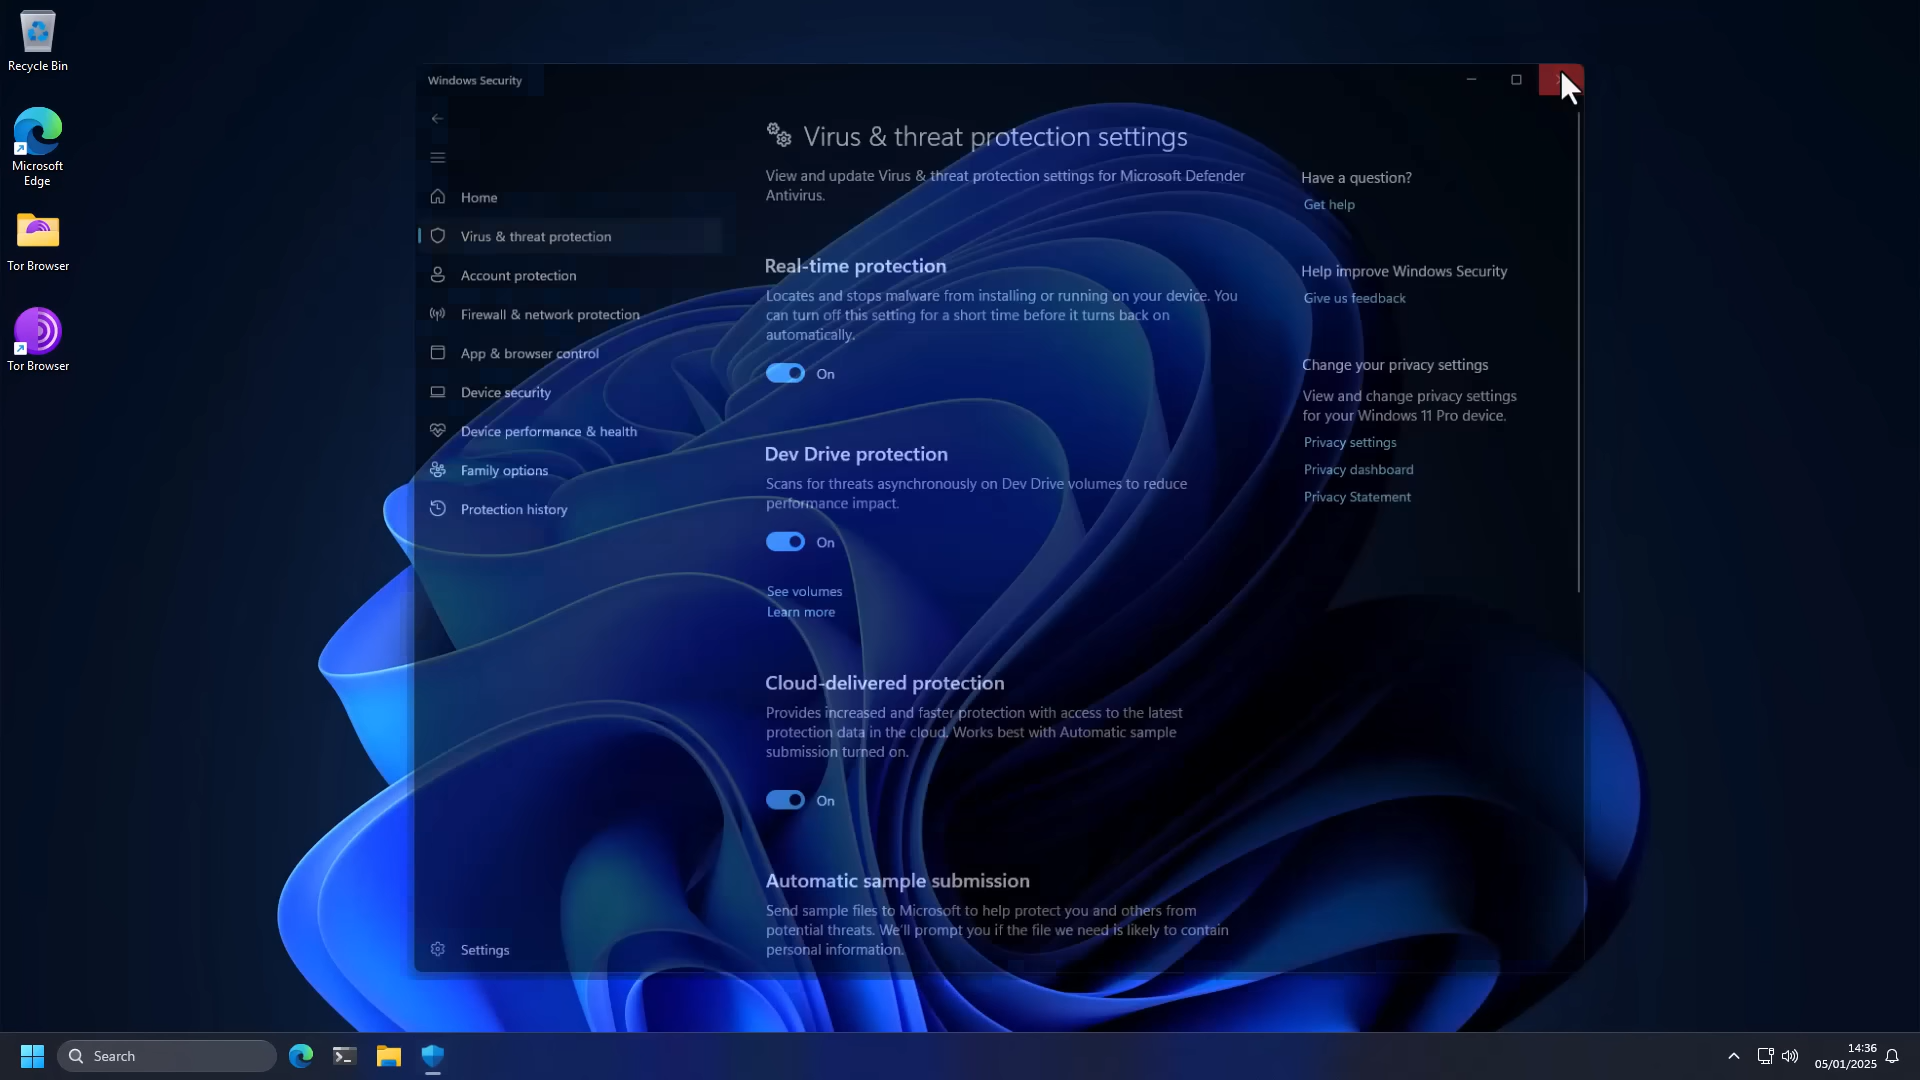 Recycle Bin
Microsoft
Edge
Tor Browser
Tor Browser
Windows Security
Home
Virus & threat protection
Account protection
Firewall & network protection
App & browser control
Device security
Device performance & health
Family options
Protection history
Settings
Virus & threat protection settings
View and update Virus & threat protection settings for Microsoft Defender
Antivirus.
Real-time protection
Locates and stops malware from installing or running on your device. You
can turn off this setting for a short time before it turns back on
automatically.
On
Dev Drive protection
Scans for threats asynchronously on Dev Drive volumes to reduce
performance impact.
On
See volumes
Learn more
Cloud-delivered protection
Provides increased and faster protection with access to the latest
protection data in the cloud. Works best with Automatic sample
submission turned on.
On
Automatic sample submission
Send sample files to Microsoft to help protect you and others from
potential threats. We'll prompt you if the file we need is likely to contain
personal information.
Have a question?
Get help
Help improve Windows Security
Give us feedback
Change your privacy settings
View and change privacy settings
for your Windows 11 Pro device.
Privacy settings
Privacy dashboard
Privacy Statement
Search
14:36
05/01/2025